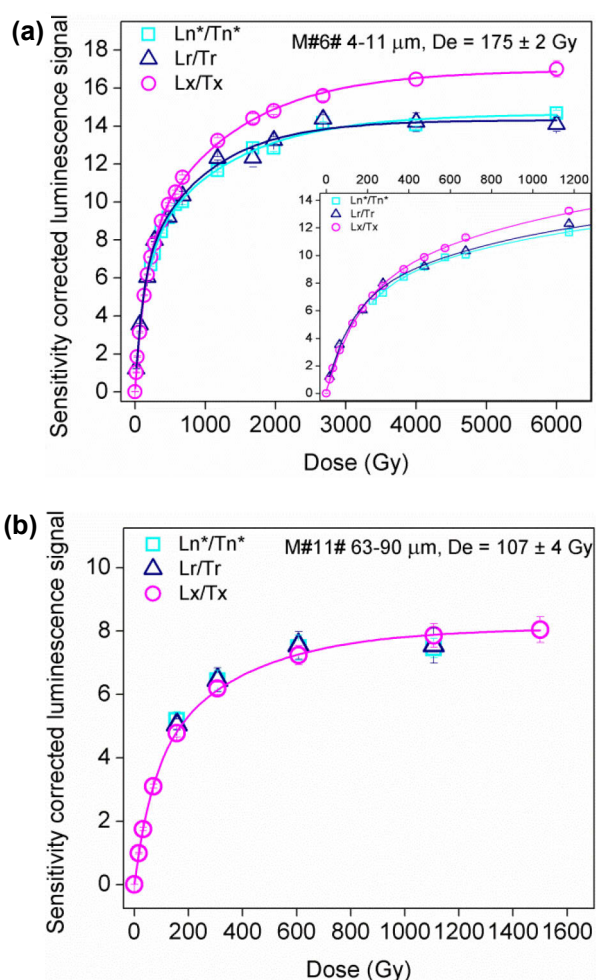 (a)
M#6# 4-11 μm, De = 175 ± 2 Gy
Ln*/Tn*
Lr/Tr
Lx/Tx
Sensitivity corrected luminescence signal
18
16
14
12
10
8
6
4
2
0
0 200 400 600 800 1000 1200
14
12
10
8
6
4
2
0
Ln*/Tn*
Lr/Tr
Lx/Tx
0 1000 2000 3000 4000 5000 6000
Dose (Gy)
(b)
M#11# 63-90 μm, De = 107 ± 4 Gy
Ln*/Tn*
Lr/Tr
Lx/Tx
Sensitivity corrected luminescence signal
10
8
6
4
2
0
0 200 400 600 800 1000 1200 1400 1600
Dose (Gy)